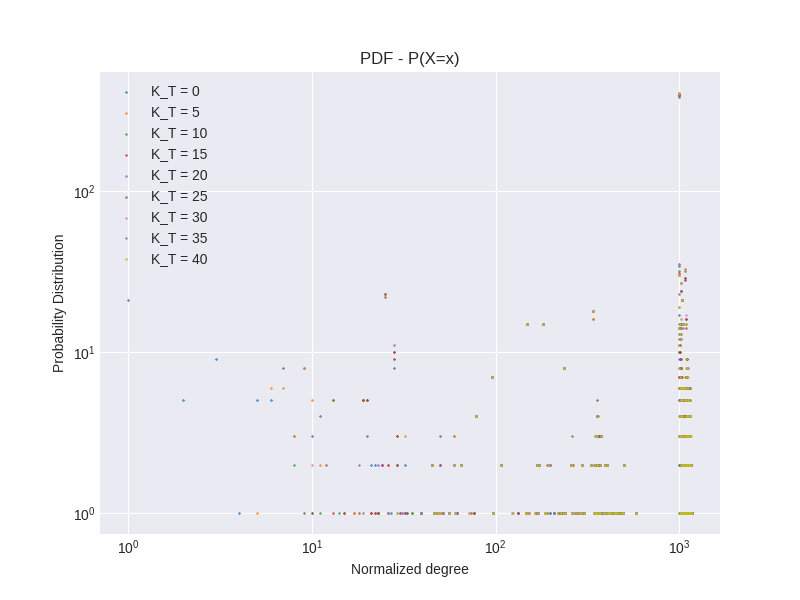 PDF - P(X=x)
K_T = 0
K_T = 5
K_T = 10
K_T = 15
K_T = 20
K_T = 25
K_T = 30
K_T = 35
K_T = 40
Probability Distribution
10²
10¹
10⁰
10⁰ 10¹ 10² 10³
Normalized degree